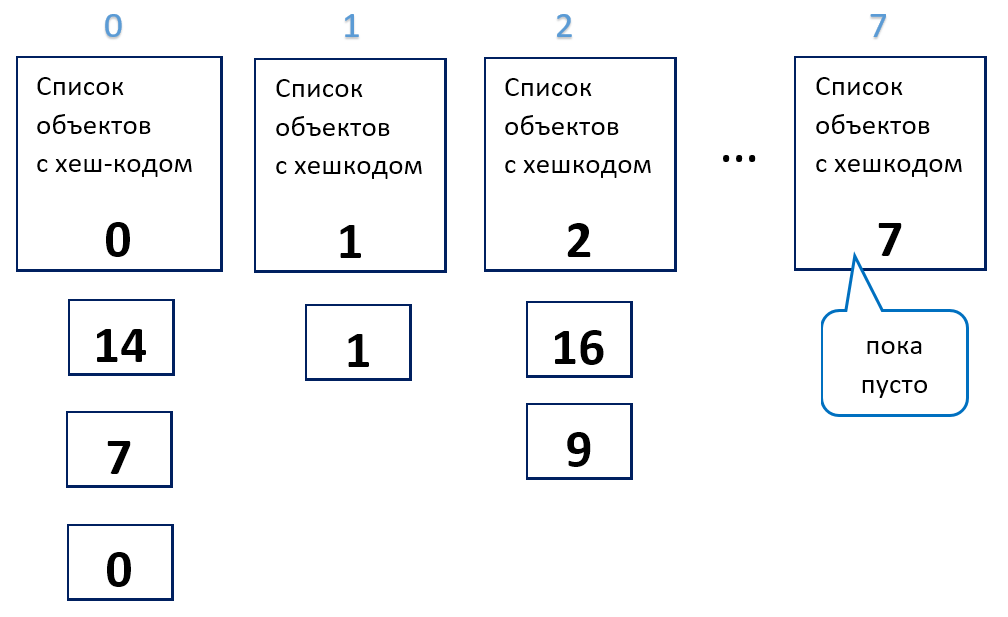 0
1
2
7
Список
объектов
с хеш-кодом
0
Список
объектов
с хешкодом
1
Список
объектов
с хешкодом
2
...
Список
объектов
с хешкодом
7
14
7
0
1
16
9
пока
пусто